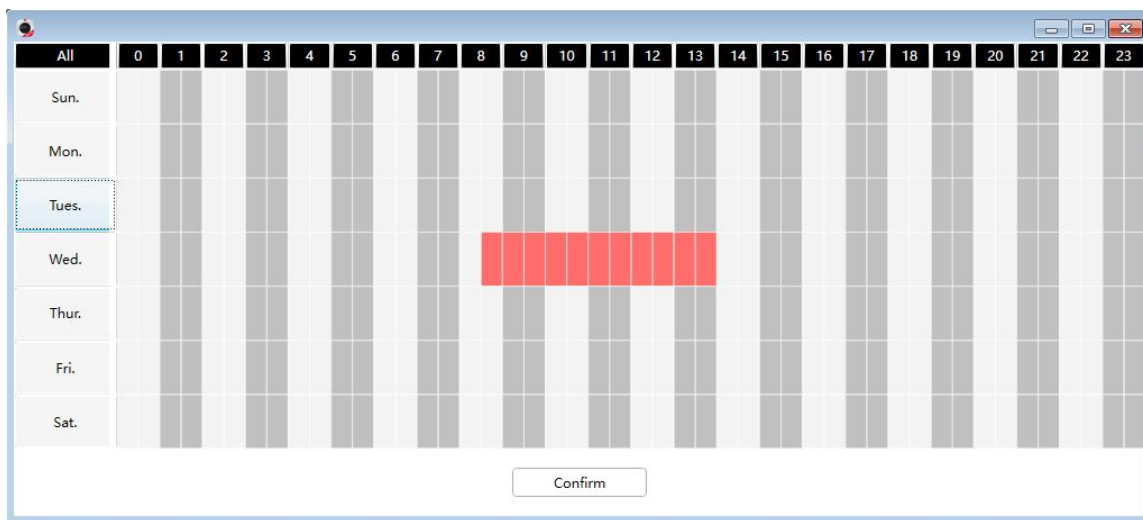 All 0 1 2 3 4 5 6 7 8 9 10 11 12 13 14 15 16 17 18 19 20 21 22 23
Sun.
Mon.
Tues.
Wed.
Thur.
Fri.
Sat.
Confirm